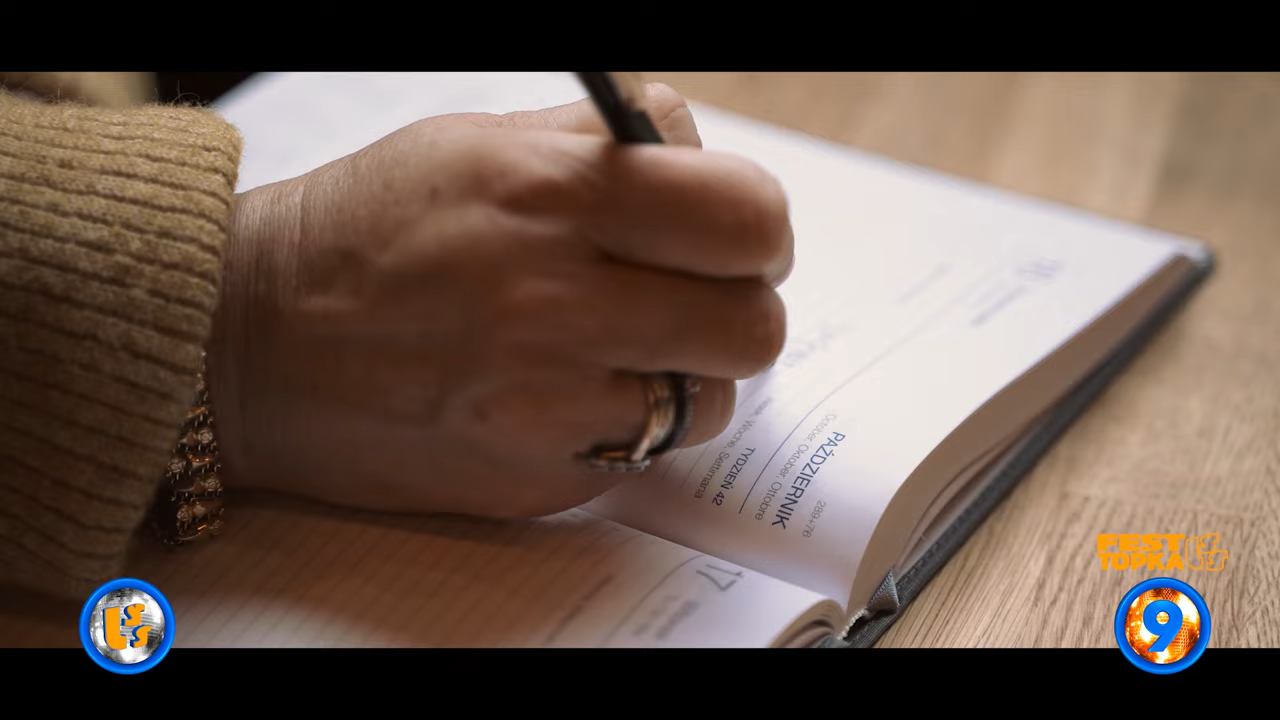 PAŹDZIERNIK
October, Oktober, Ottobre
289+76
TYDZIEŃ 42
Week, Woche, Settimana
17
FEST
TOPKA
9